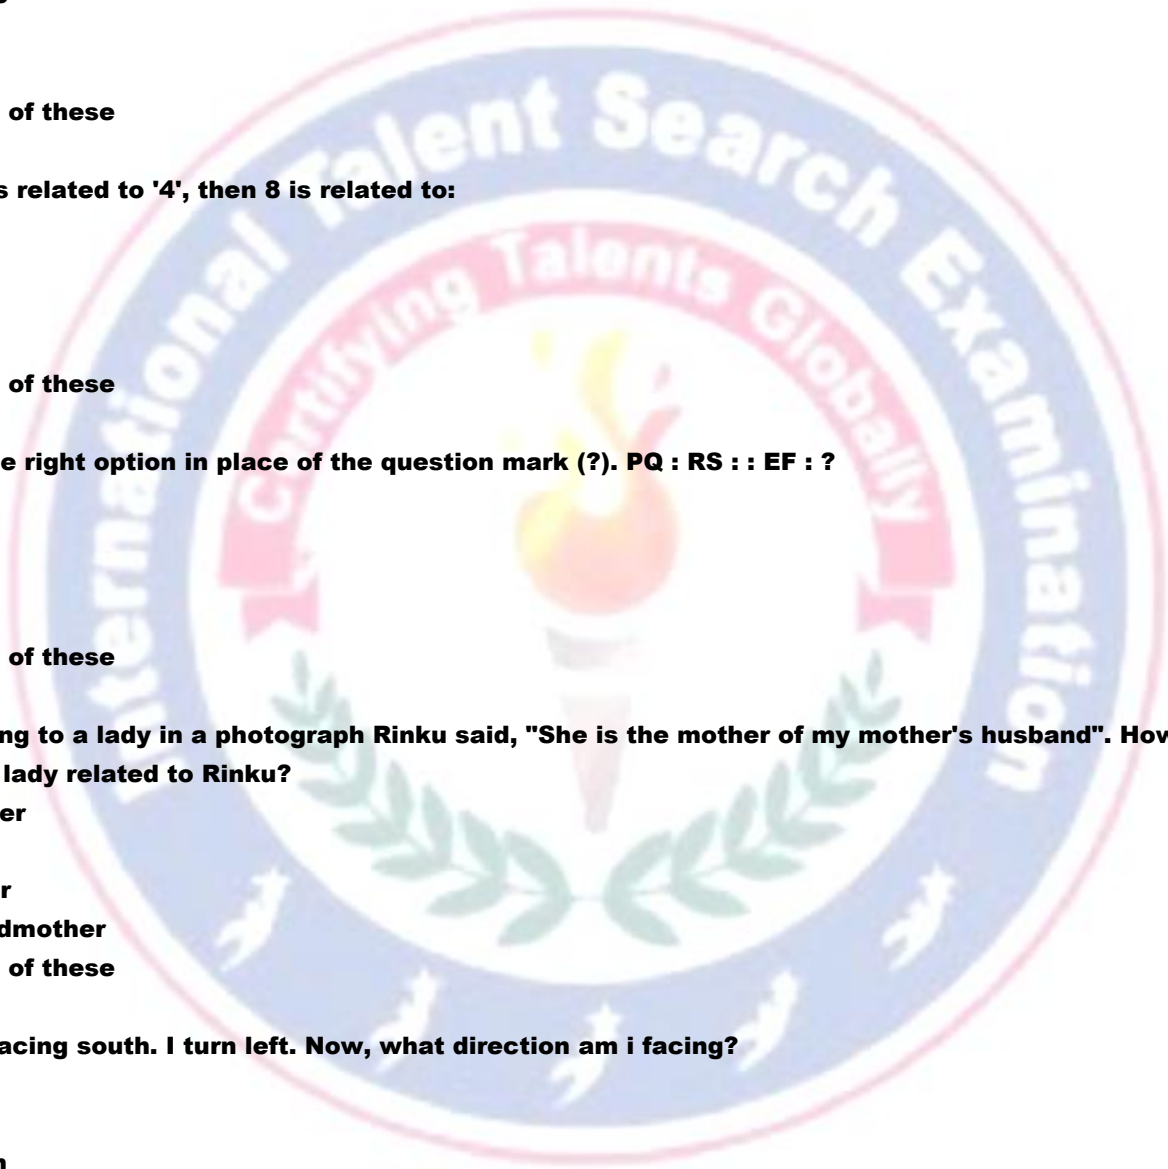 of these
s related to '4', then 8 is related to:
of these
e right option in place of the question mark (?). PQ : RS : : EF : ?
of these
ng to a lady in a photograph Rinku said, "She is the mother of my mother's husband". How
lady related to Rinku?
er
r
dmother
of these
acing south. I turn left. Now, what direction am i facing?
International Talent Search Examination
Certifying Talents Globally